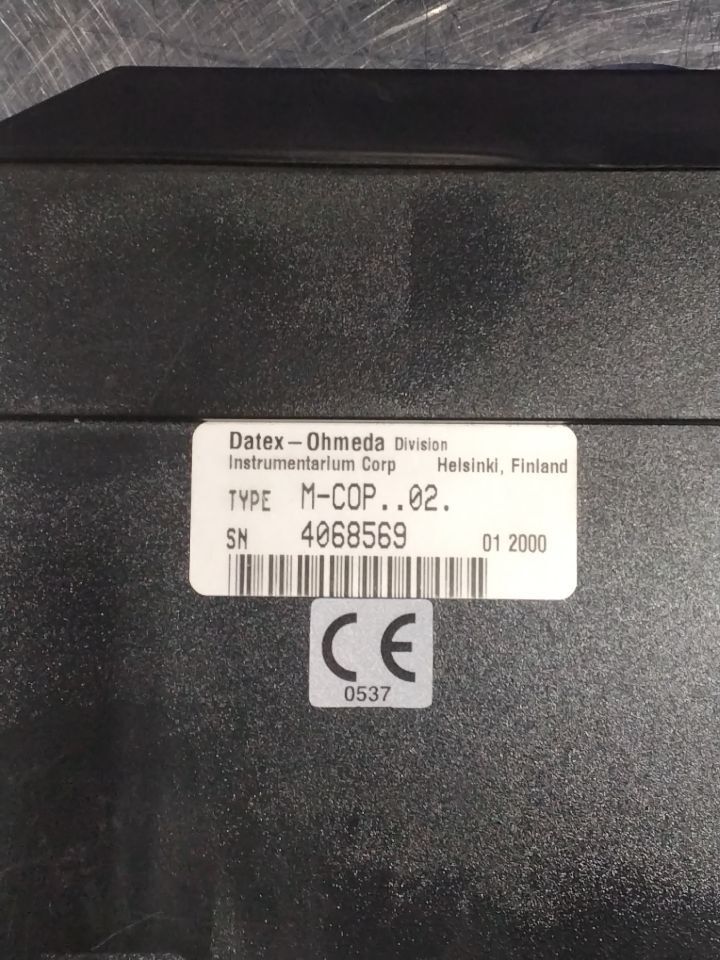 Datex-Ohmeda Division
Instrumentarium Corp Helsinki, Finland
TYPE M-COP..02.
SN 4068569 01 2000
CE
0537